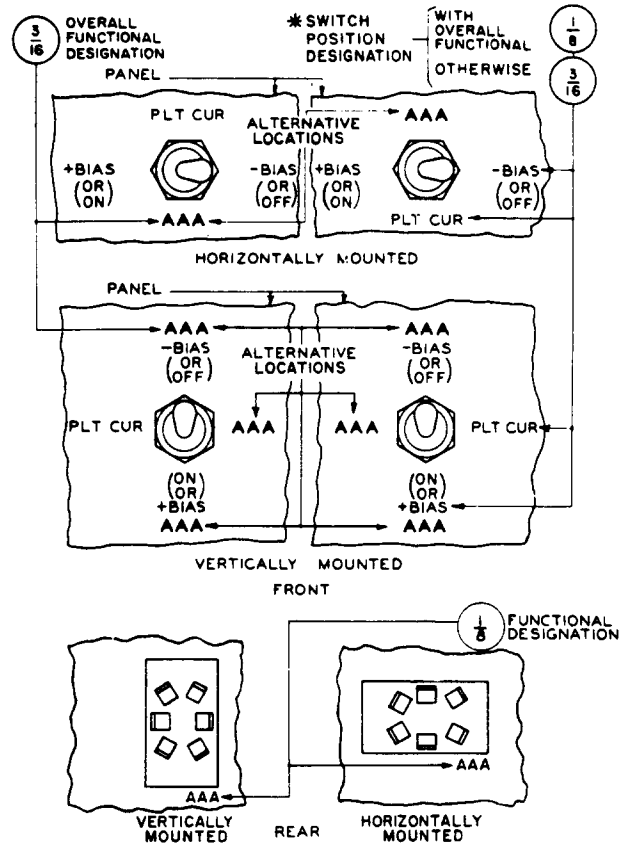 3/16
OVERALL
FUNCTIONAL
DESIGNATION
* SWITCH
POSITION
DESIGNATION
WITH
OVERALL
FUNCTIONAL
OTHERWISE
1/8
3/16
PANEL
PLT CUR
+BIAS
(OR)
(ON)
-BIAS
(OR)
(OFF)
AAA
ALTERNATIVE
LOCATIONS
AAA
+BIAS
(OR)
(ON)
-BIAS
(OR)
(OFF)
PLT CUR
HORIZONTALLY MOUNTED
PANEL
AAA
-BIAS
(OR)
(OFF)
PLT CUR
AAA
(ON)
(OR)
+BIAS
AAA
ALTERNATIVE
LOCATIONS
AAA
-BIAS
(OR)
(OFF)
AAA
PLT CUR
(ON)
(OR)
+BIAS
AAA
VERTICALLY MOUNTED
FRONT
1/8
FUNCTIONAL
DESIGNATION
AAA
VERTICALLY
MOUNTED
REAR
AAA
HORIZONTALLY
MOUNTED